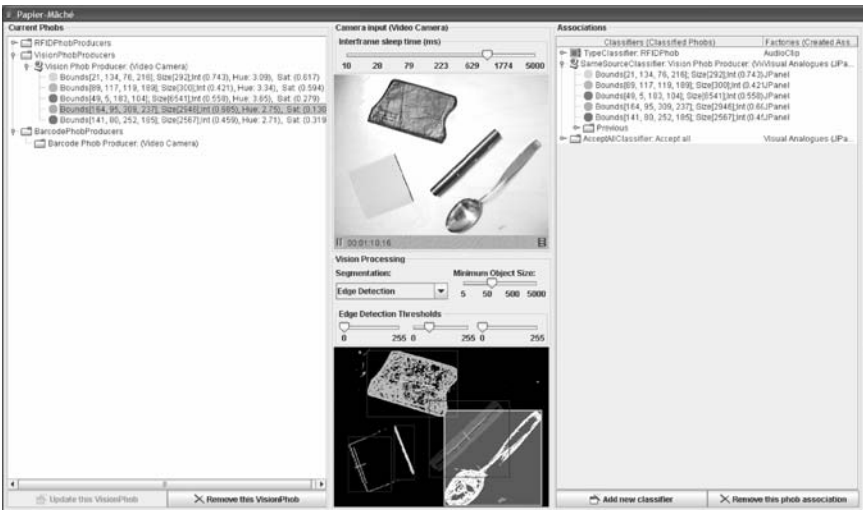 Papier-Mâché
Current Phobs
RFIDPhobProducers
VisionPhobProducers
Vision Phob Producer: (Video Camera)
Bounds[21, 134, 76, 216]; Size[292]Int (0.743), Hue: 3.09), Sat: (0.617)
Bounds[89, 117, 119, 189]; Size[300]Int (0.421), Hue: 3.34), Sat: (0.594)
Bounds[49, 5, 183, 104]; Size[6541]Int (0.558), Hue: 3.65), Sat: (0.279)
Bounds[164, 95, 309, 237]; Size[2946]Int (0.665), Hue: 2.75), Sat: (0.130
Bounds[141, 80, 252, 185]; Size[2567]Int (0.459), Hue: 2.71), Sat: (0.319
BarcodePhobProducers
Barcode Phob Producer: (Video Camera)
Update this VisionPhob
Remove this VisionPhob
Camera input (Video Camera)
Interframe sleep time (ms)
10 28 79 223 629 1774 5000
00:01:10:16
Vision Processing
Segmentation:
Minimum Object Size:
Edge Detection
5 50 500 5000
Edge Detection Thresholds
0 255 0 255 0 255
Associations
Classifiers (Classified Phobs)
Factories (Created Ass...
TypeClassifier: RFIDPhob
AudioClip
SameSourceClassifier: Vision Phob Producer: (Vi
Visual Analogues (JPa...
Bounds[21, 134, 76, 216]; Size[292]Int (0.743),
JPanel
Bounds[89, 117, 119, 189]; Size[300]Int (0.421
JPanel
Bounds[49, 5, 183, 104]; Size[6541]Int (0.558),
JPanel
Bounds[164, 95, 309, 237]; Size[2946]Int (0.66
JPanel
Bounds[141, 80, 252, 185]; Size[2567]Int (0.45
JPanel
Previous
AcceptAllClassifier: Accept all
Visual Analogues (JPa...
Add new classifier
Remove this phob association